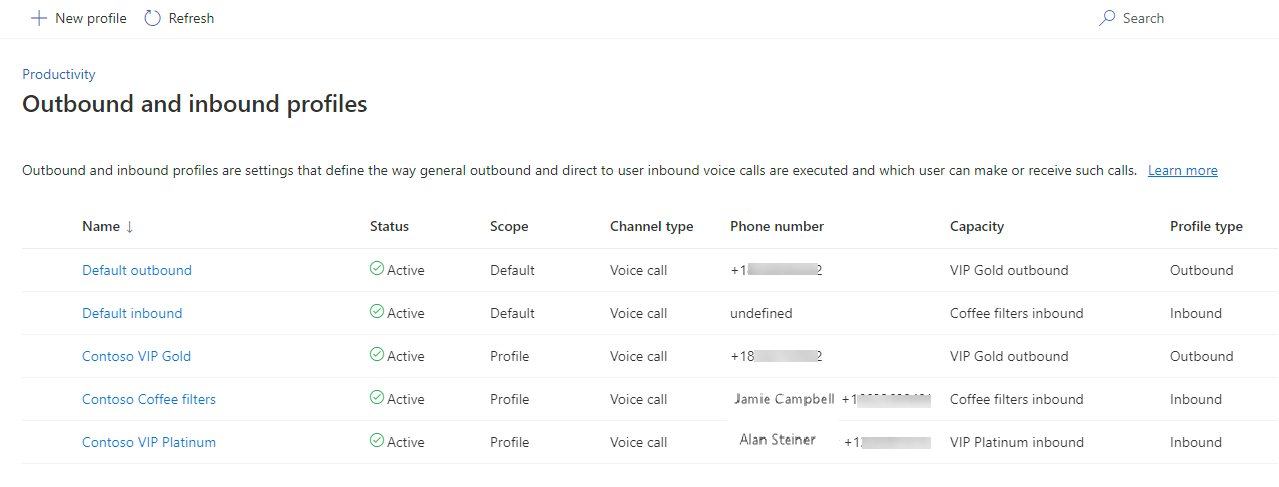 New profile Refresh Search
Productivity
Outbound and inbound profiles
Outbound and inbound profiles are settings that define the way general outbound and direct to user inbound voice calls are executed and which user can make or receive such calls. Learn more
Name ↓ Status Scope Channel type Phone number Capacity Profile type
Default outbound Active Default Voice call +1 2 VIP Gold outbound Outbound
Default inbound Active Default Voice call undefined Coffee filters inbound Inbound
Contoso VIP Gold Active Profile Voice call +18 2 VIP Gold outbound Outbound
Contoso Coffee filters Active Profile Voice call Jamie Campbell +1 Coffee filters inbound Inbound
Contoso VIP Platinum Active Profile Voice call Alan Steiner +1 VIP Platinum inbound Inbound